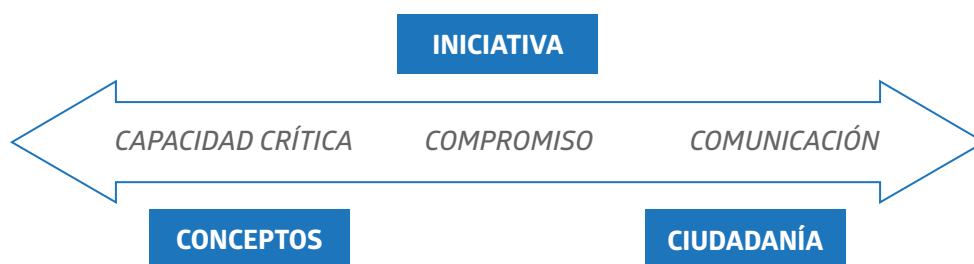 INICIATIVA
CAPACIDAD CRÍTICA COMPROMISO COMUNICACIÓN
CONCEPTOS CIUDADANÍA